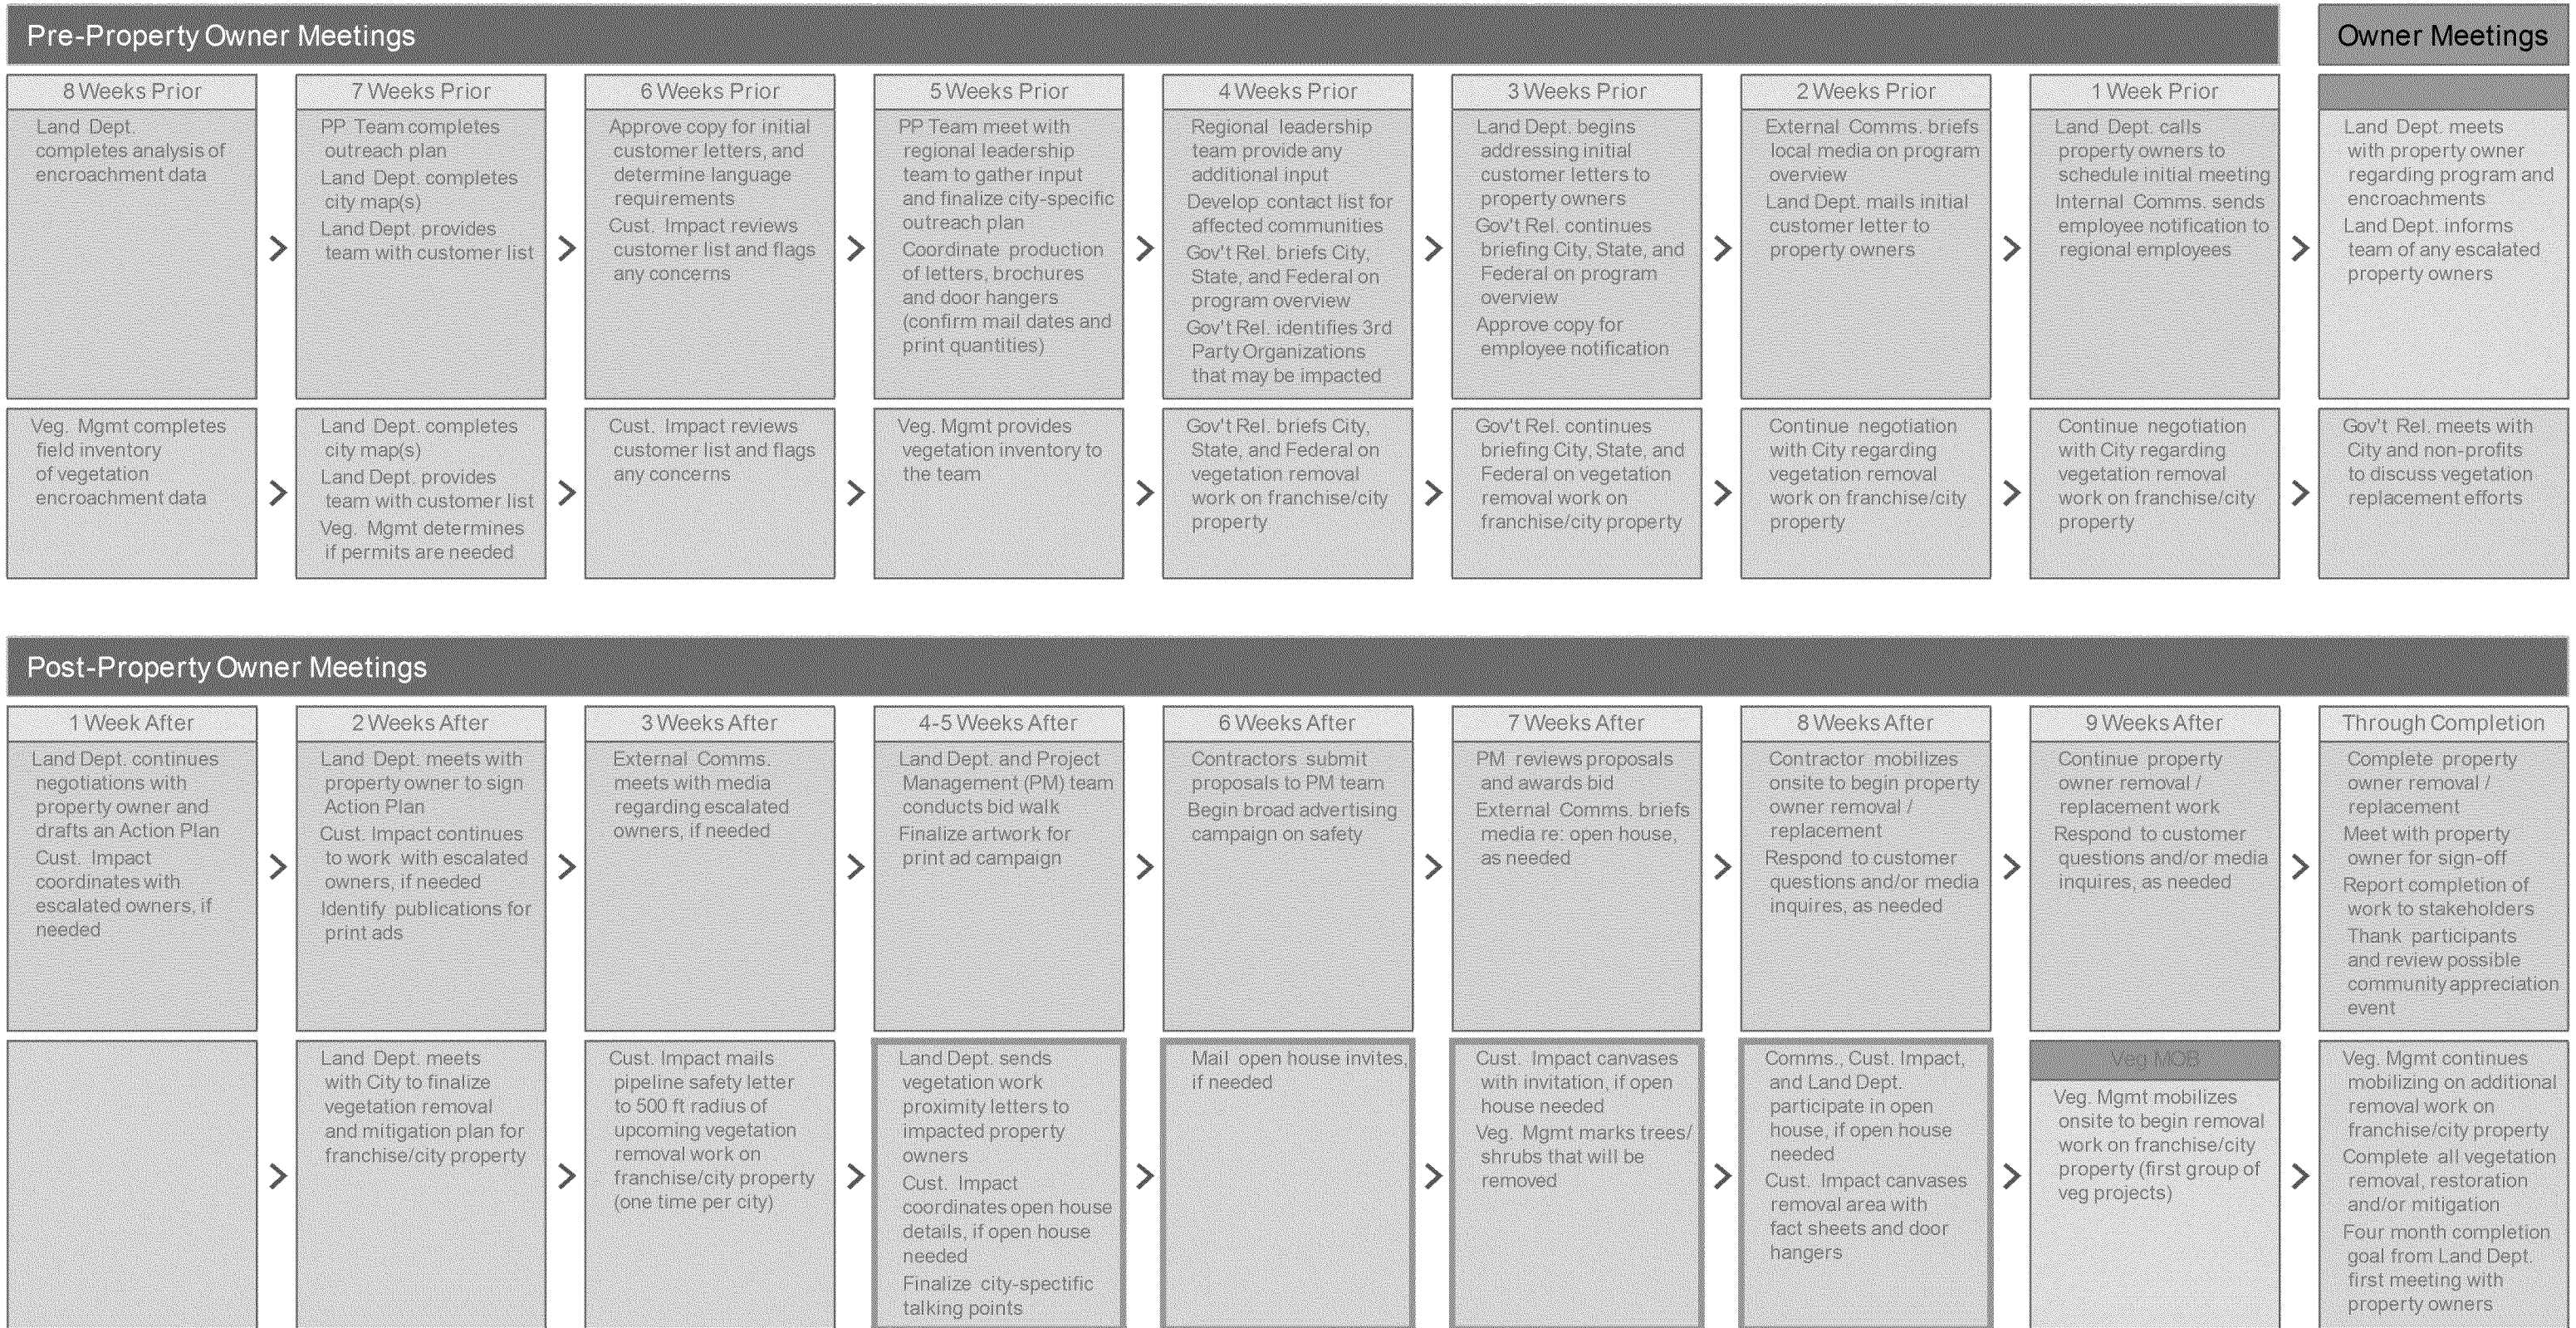 Pre-Property Owner Meetings
Owner Meetings
8 Weeks Prior
Land Dept.
completes analysis of
encroachment data
7 Weeks Prior
PP Team completes
outreach plan
Land Dept. completes
city map(s)
Land Dept. provides
team with customer list
6 Weeks Prior
Approve copy for initial
customer letters, and
determine language
requirements
Cust. Impact reviews
customer list and flags
any concerns
5 Weeks Prior
PP Team meet with
regional leadership
team to gather input
and finalize city-specific
outreach plan
Coordinate production
of letters, brochures
and door hangers
(confirm mail dates and
print quantities)
4 Weeks Prior
Regional leadership
team provide any
additional input
Develop contact list for
affected communities
Gov't Rel. briefs City,
State, and Federal on
program overview
Gov't Rel. identifies 3rd
Party Organizations
that may be impacted
3 Weeks Prior
Land Dept. begins
addressing initial
customer letters to
property owners
Gov't Rel. continues
briefing City, State, and
Federal on program
overview
Approve copy for
employee notification
2 Weeks Prior
External Comms. briefs
local media on program
overview
Land Dept. mails initial
customer letter to
property owners
1 Week Prior
Land Dept. calls
property owners to
schedule initial meeting
Internal Comms. sends
employee notification to
regional employees
Land Dept. meets
with property owner
regarding program and
encroachments
Land Dept. informs
team of any escalated
property owners
Veg. Mgmt completes
field inventory
of vegetation
encroachment data
Land Dept. completes
city map(s)
Land Dept. provides
team with customer list
Veg. Mgmt determines
if permits are needed
Cust. Impact reviews
customer list and flags
any concerns
Veg. Mgmt provides
vegetation inventory to
the team
Gov't Rel. briefs City,
State, and Federal on
vegetation removal
work on franchise/city
property
Gov't Rel. continues
briefing City, State, and
Federal on vegetation
removal work on
franchise/city property
Continue negotiation
with City regarding
vegetation removal
work on franchise/city
property
Continue negotiation
with City regarding
vegetation removal
work on franchise/city
property
Gov't Rel. meets with
City and non-profits
to discuss vegetation
replacement efforts
Post-Property Owner Meetings
1 Week After
Land Dept. continues
negotiations with
property owner and
drafts an Action Plan
Cust. Impact
coordinates with
escalated owners, if
needed
2 Weeks After
Land Dept. meets with
property owner to sign
Action Plan
Cust. Impact continues
to work with escalated
owners, if needed
Identify publications for
print ads
3 Weeks After
External Comms.
meets with media
regarding escalated
owners, if needed
4-5 Weeks After
Land Dept. and Project
Management (PM) team
conducts bid walk
Finalize artwork for
print ad campaign
6 Weeks After
Contractors submit
proposals to PM team
Begin broad advertising
campaign on safety
7 Weeks After
PM reviews proposals
and awards bid
External Comms. briefs
media re: open house,
as needed
8 Weeks After
Contractor mobilizes
onsite to begin property
owner removal /
replacement
Respond to customer
questions and/or media
inquires, as needed
9 Weeks After
Continue property
owner removal /
replacement work
Respond to customer
questions and/or media
inquires, as needed
Through Completion
Complete property
owner removal /
replacement
Meet with property
owner for sign-off
Report completion of
work to stakeholders
Thank participants
and review possible
community appreciation
event
Land Dept. meets
with City to finalize
vegetation removal
and mitigation plan for
franchise/city property
Cust. Impact mails
pipeline safety letter
to 500 ft radius of
upcoming vegetation
removal work on
franchise/city property
(one time per city)
Land Dept. sends
vegetation work
proximity letters to
impacted property
owners
Cust. Impact
coordinates open house
details, if open house
needed
Finalize city-spectific
talking points
Mail open house invites,
if needed
Cust. Impact canvases
with invitation, if open
house needed
Veg. Mgmt marks trees/
shrubs that will be
removed
Comms., Cust. Impact,
and Land Dept.
participate in open
house, if open house
needed
Cust. Impact canvases
removal area with
fact sheets and door
hangers
Veg MOB
Veg. Mgmt mobilizes
onsite to begin removal
work on franchise/city
property (first group of
veg projects)
Veg. Mgmt continues
mobilizing on additional
removal work on
franchise/city property
Complete all vegetation
removal, restoration
and/or mitigation
Four month completion
goal from Land Dept.
first meeting with
property owners